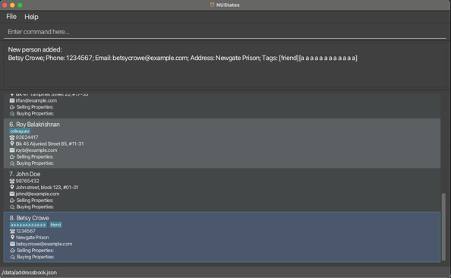 NUStates
File Help
Enter command here...
New person added:
Betsy Crowe; Phone: 1234567; Email: betsycrowe@example.com; Address: Newgate Prison; Tags: [friend][a a a a a a a a a a a a]
Blk 47 Tampines Street 20, #17-35
irfan@example.com
Selling Properties:
Buying Properties:
6. Roy Balakrishnan
colleagues
92624417
Blk 45 Aljunied Street 85, #11-31
royb@example.com
Selling Properties:
Buying Properties:
7. John Doe
98765432
John street, block 123, #01-31
johnd@example.com
Selling Properties:
Buying Properties:
8. Betsy Crowe
a a a a a a a a a a a a friend
1234567
Newgate Prison
betsycrowe@example.com
Selling Properties:
Buying Properties:
/data/addressbook.json